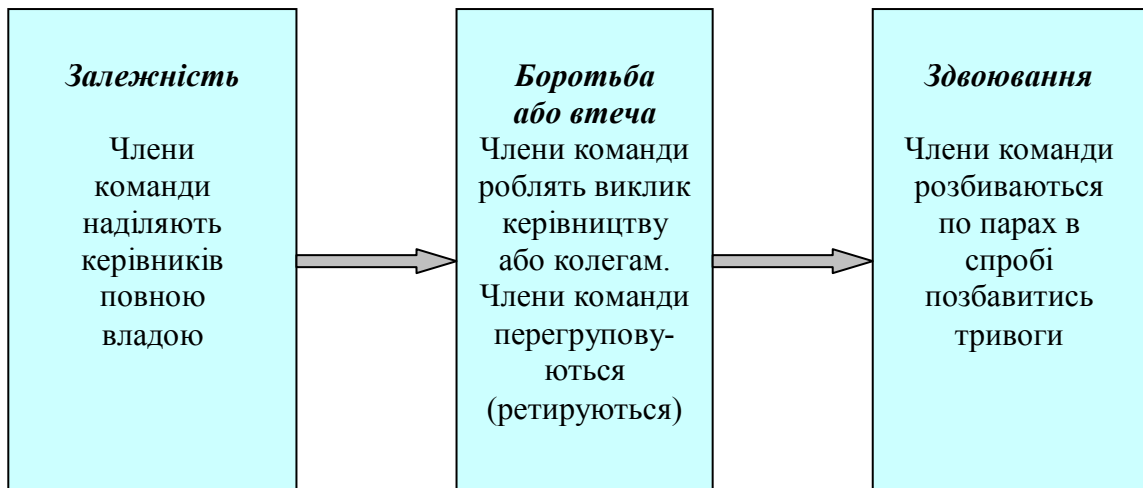 Залежність
Члени
команди
наділяють
керівників
повною
владою
Боротьба
або втеча
Члени команди
роблять виклик
керівництву
або колегам.
Члени команди
перегрупову-
ються
(ретируються)
Здвоювання
Члени команди
розбиваються
по парах в
спробі
позбавитись
тривоги